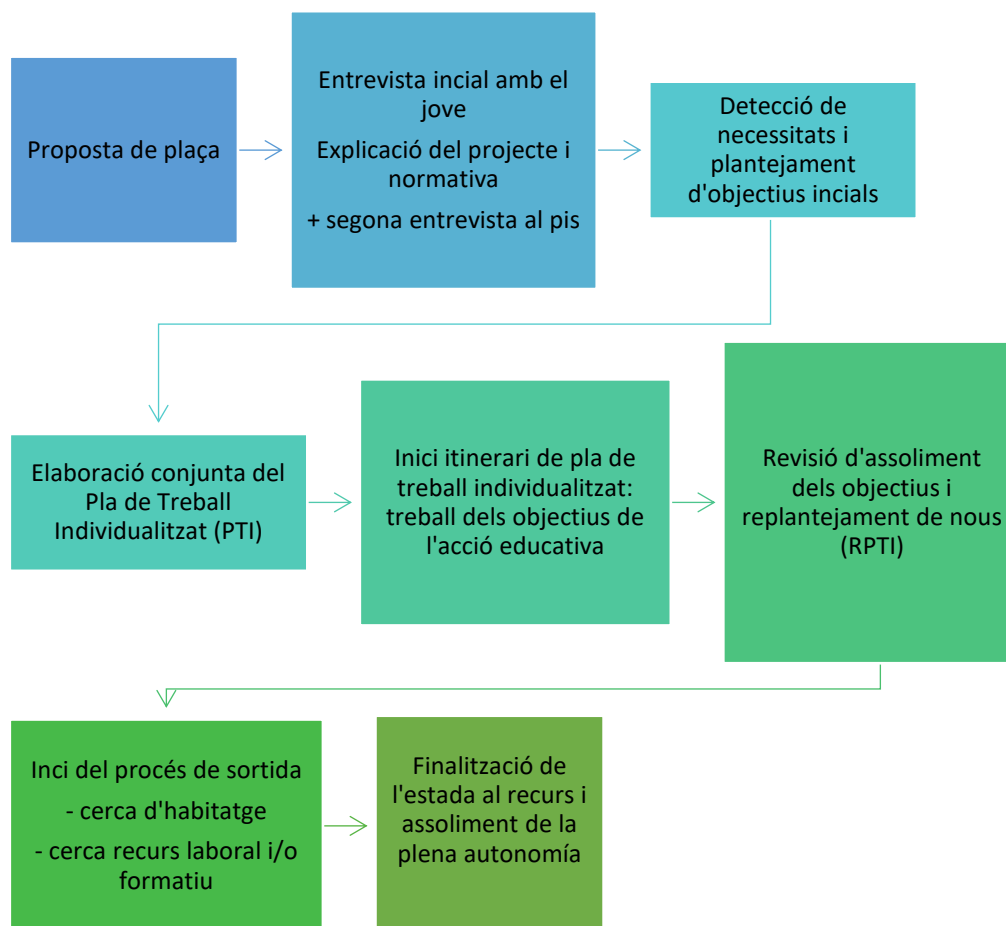 Proposta de plaça
Entrevista incial amb el
jove
Explicació del projecte i
normativa
+ segona entrevista al pis
Detecció de
necessitats i
plantejament
d'objectius incials
Elaboració conjunta del
Pla de Treball
Individualitzat (PTI)
Inici itinerari de pla de
treball individualitzat:
treball dels objectius de
l'acció educativa
Revisió d'assoliment
dels objectius i
replantejament de nous
(RPTI)
Inci del procés de sortida
- cerca d'habitatge
- cerca recurs laboral i/o
formatiu
Finalització de
l'estada al recurs i
assoliment de la
plena autonomía